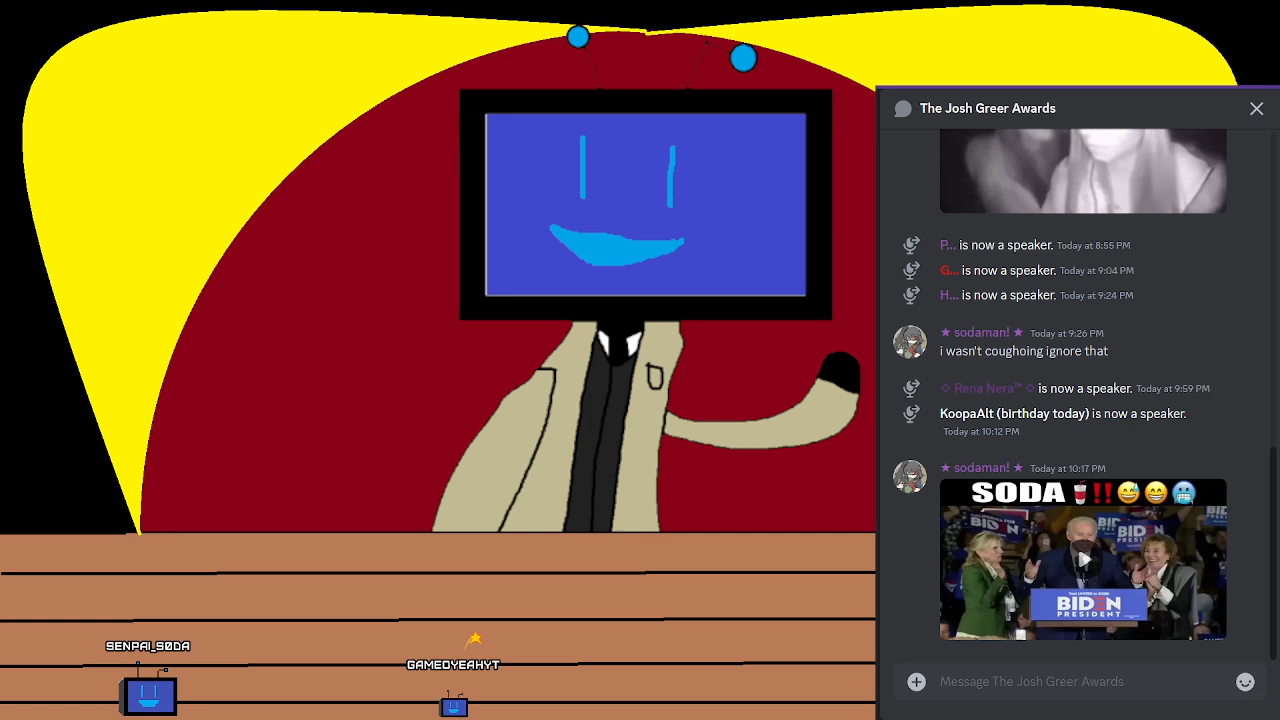 The Josh Greer Awards
P... is now a speaker. Today at 8:55 PM
G... is now a speaker. Today at 9:04 PM
H... is now a speaker. Today at 9:24 PM
★ sodaman! ★ Today at 9:26 PM
i wasn't coughoing ignore that
◇ Rena Nera™ ◇ is now a speaker. Today at 9:59 PM
KoopaAlt (birthday today) is now a speaker.
Today at 10:12 PM
★ sodaman! ★ Today at 10:17 PM
SODA 🥤‼️😅😁🥶
BIDEN
PRESIDENT
Message The Josh Greer Awards
SENPAI_SODA
GAMEOYEAHYT